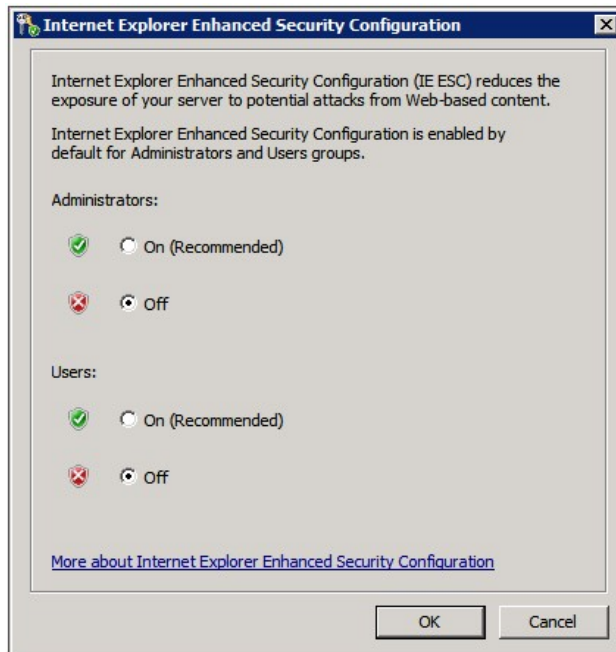 Internet Explorer Enhanced Security Configuration
Internet Explorer Enhanced Security Configuration (IE ESC) reduces the
exposure of your server to potential attacks from Web-based content.
Internet Explorer Enhanced Security Configuration is enabled by
default for Administrators and Users groups.
Administrators:
On (Recommended)
Off
Users:
On (Recommended)
Off
More about Internet Explorer Enhanced Security Configuration
OK Cancel